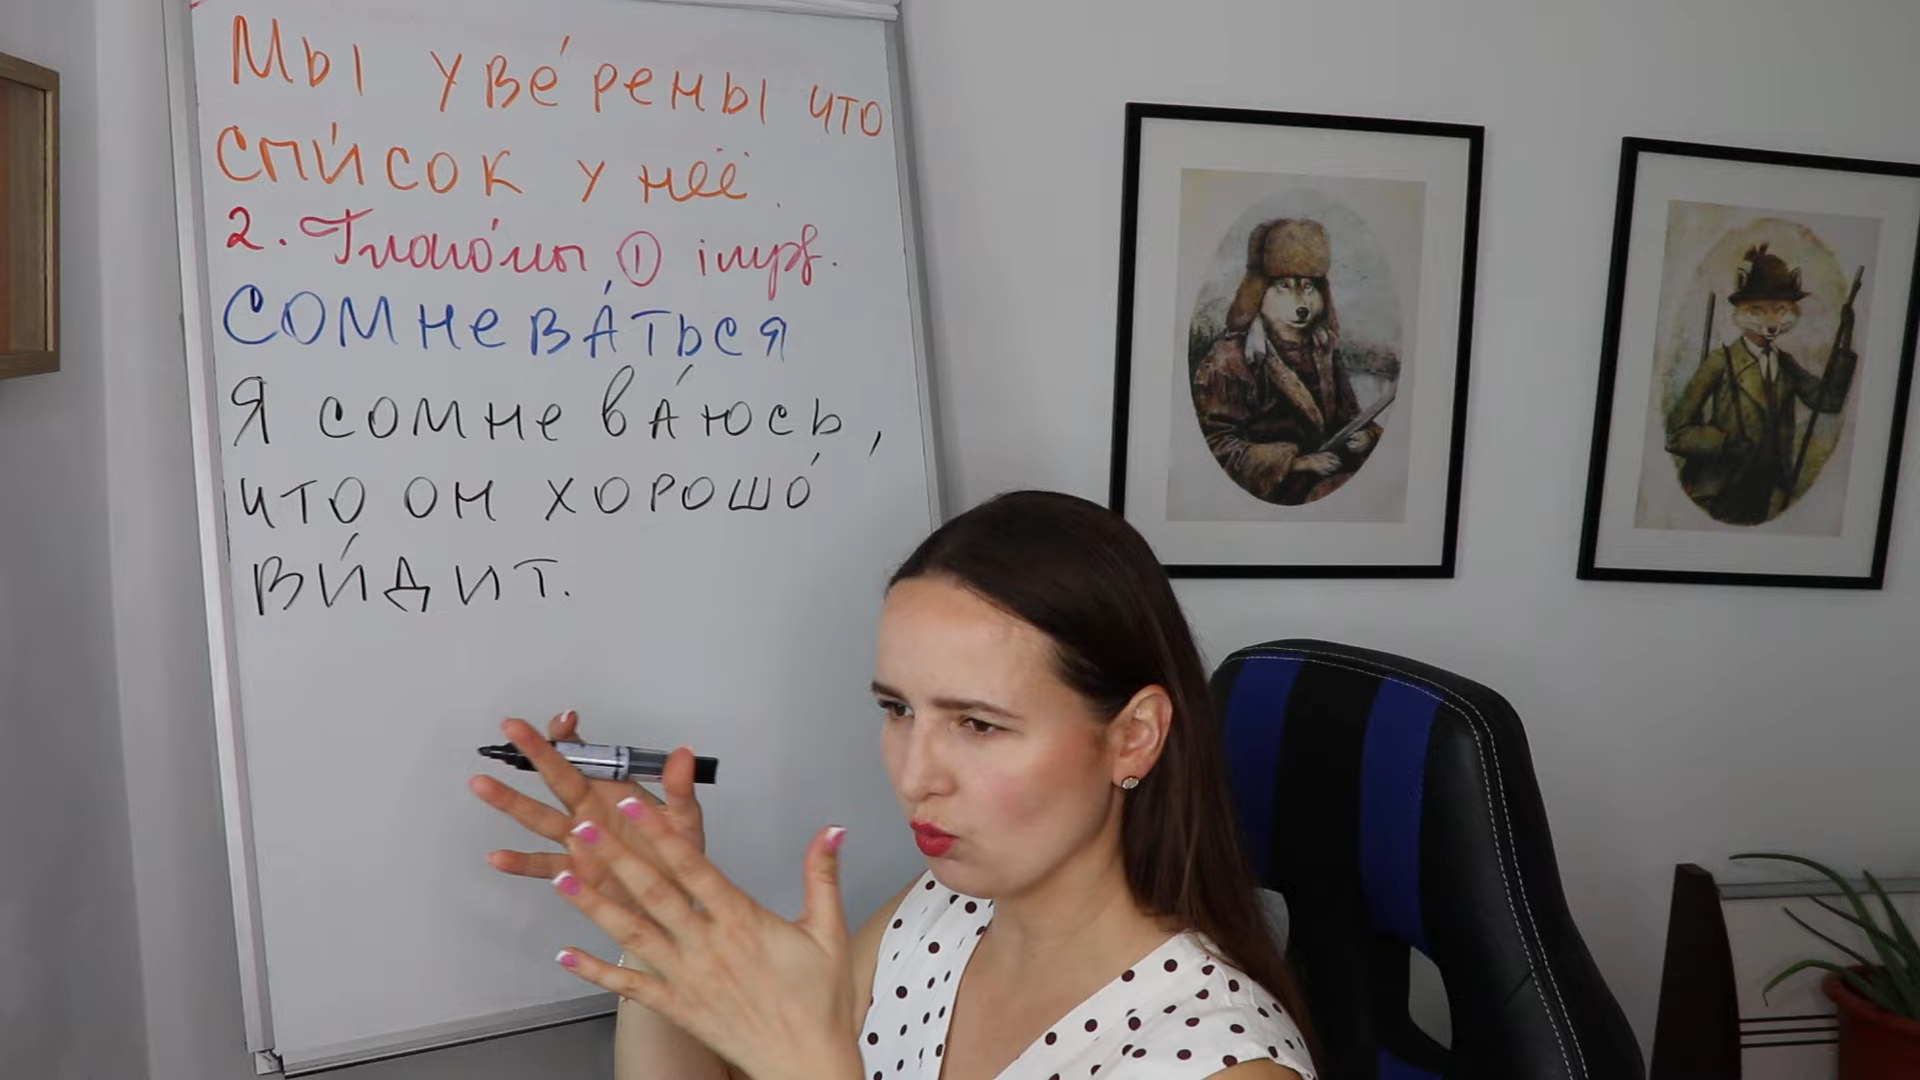 Мы уве́рены что
спи́сок у неё.
2. Глаго́лы ① impf.
сомнева́ться
Я сомнева́юсь,
что он хорошо́
ви́дит.